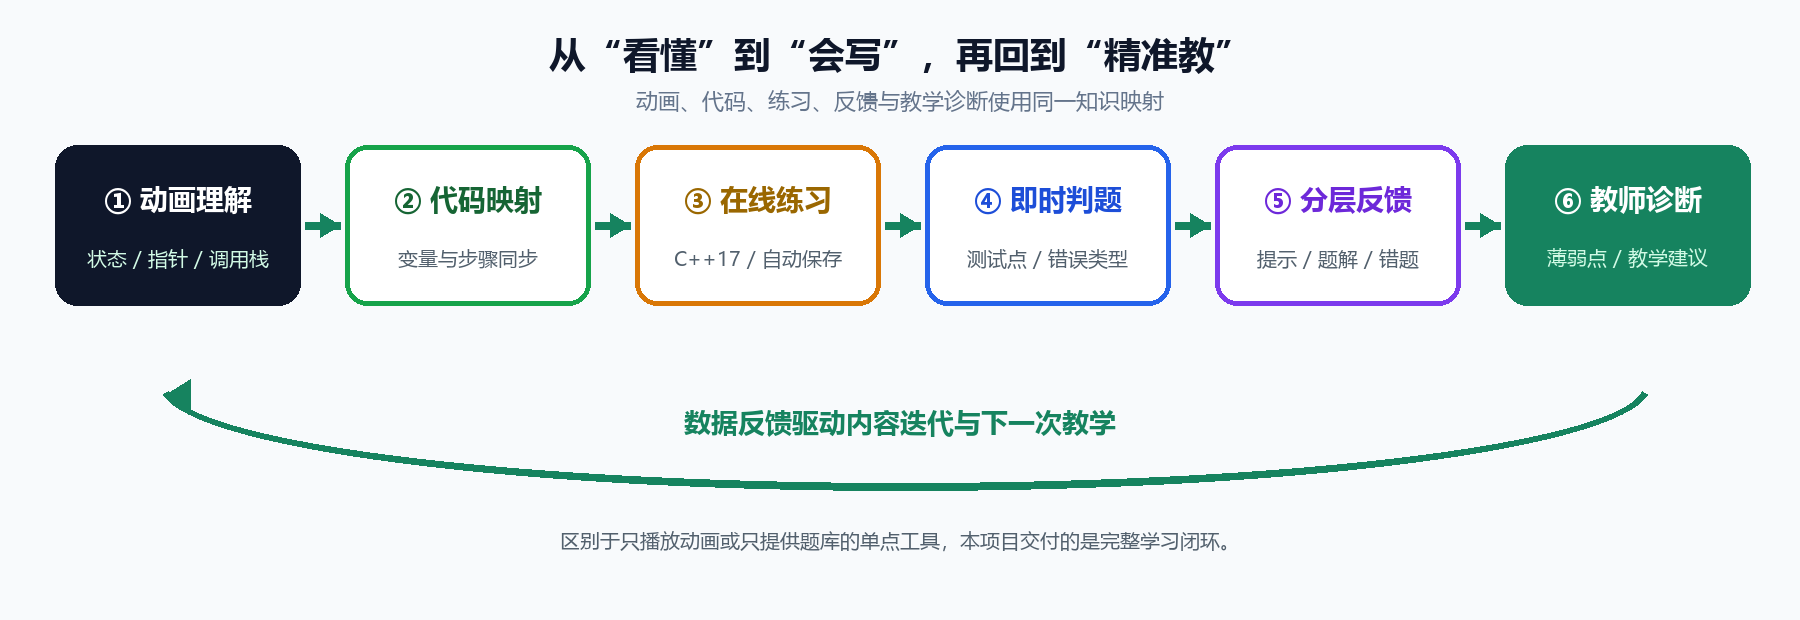 从“看懂”到“会写”，再回到“精准教”
动画、代码、练习、反馈与教学诊断使用同一知识映射
① 动画理解
状态 / 指针 / 调用栈
② 代码映射
变量与步骤同步
③ 在线练习
C++17 / 自动保存
④ 即时判题
测试点 / 错误类型
⑤ 分层反馈
提示 / 题解 / 错题
⑥ 教师诊断
薄弱点 / 教学建议
数据反馈驱动内容迭代与下一次教学
区别于只播放动画或只提供题库的单点工具，本项目交付的是完整学习闭环。